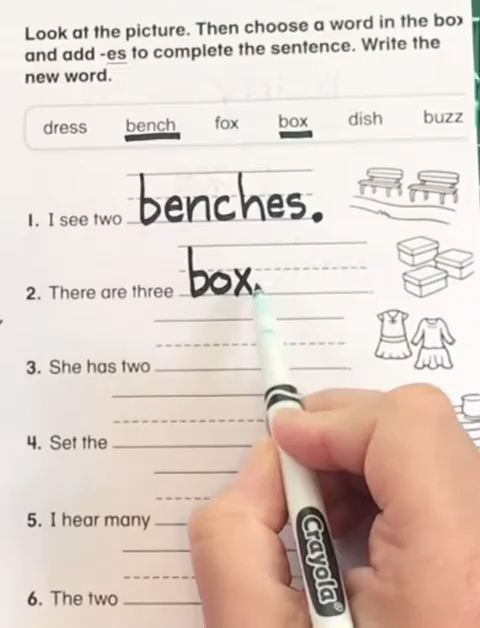 Look at the picture. Then choose a word in the box
and add -es to complete the sentence. Write the
new word.
dress bench fox box dish buzz
1. I see two benches.
2. There are three box
3. She has two
4. Set the
5. I hear many
6. The two
Crayola®